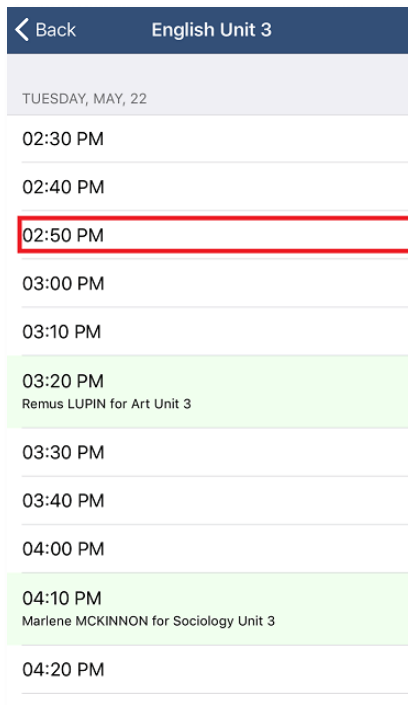 Back English Unit 3
TUESDAY, MAY, 22
02:30 PM
02:40 PM
02:50 PM
03:00 PM
03:10 PM
03:20 PM
Remus LUPIN for Art Unit 3
03:30 PM
03:40 PM
04:00 PM
04:10 PM
Marlene MCKINNON for Sociology Unit 3
04:20 PM